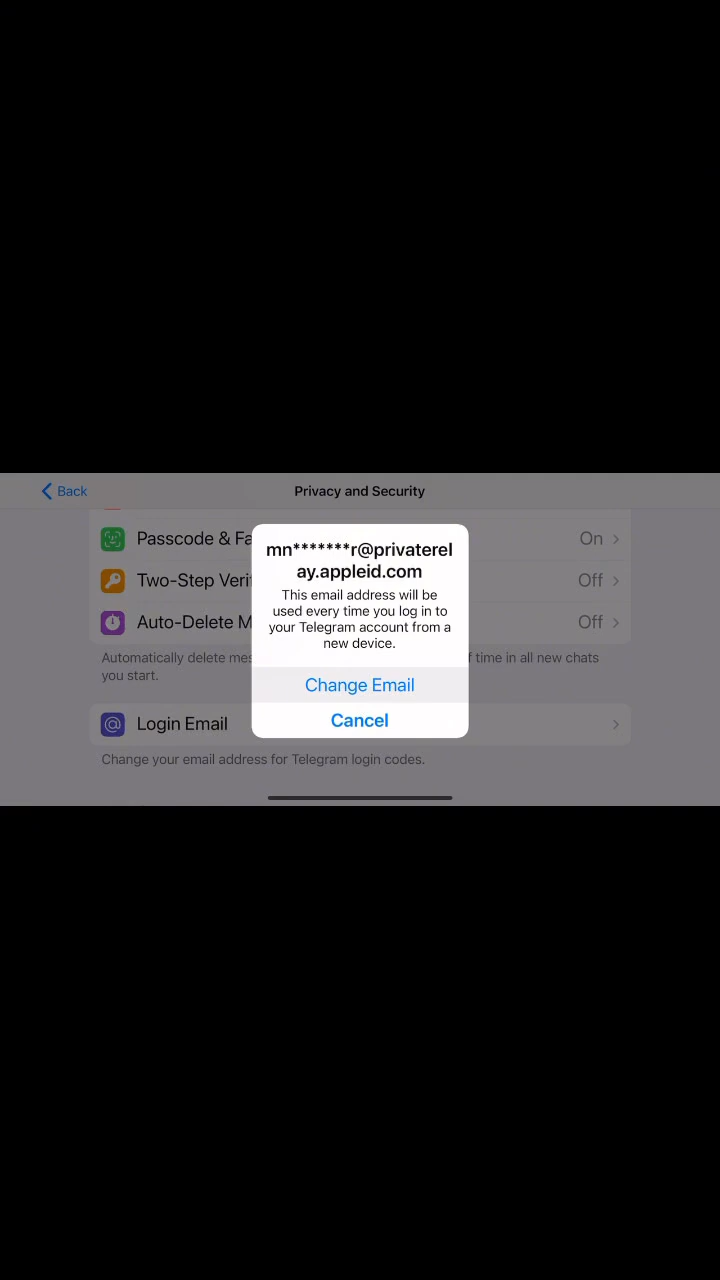 Back
Privacy and Security
Passcode & Fa
On
Two-Step Veri
Off
Auto-Delete M
Off
mn*******r@privaterel
ay.appleid.com
This email address will be
used every time you log in to
your Telegram account from a
new device.
Change Email
Cancel
Automatically delete mes
f time in all new chats
you start.
Login Email
Change your email address for Telegram login codes.